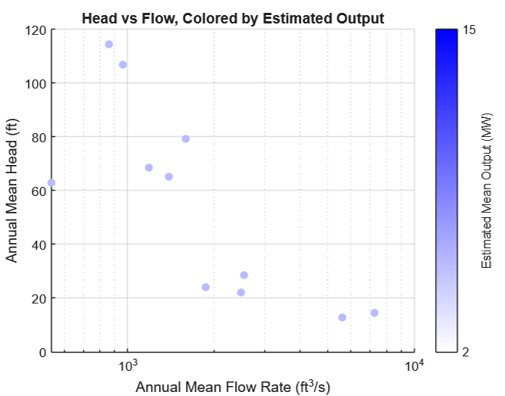 Head vs Flow, Colored by Estimated Output
120
100
80
60
40
20
0
Annual Mean Head (ft)
10³
10⁴
Annual Mean Flow Rate (ft³/s)
15
2
Estimated Mean Output (MW)